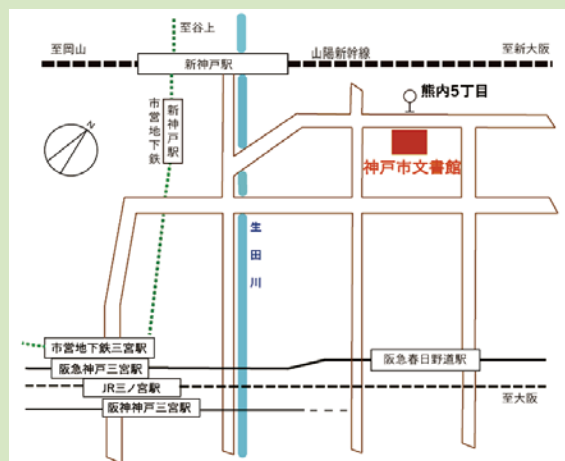 至谷上
至岡山
新神戸駅
山陽新幹線
至新大阪
市営地下鉄
新神戸駅
熊内5丁目
N
神戸市文書館
生田川
市営地下鉄三宮駅
阪急神戸三宮駅
阪急春日野道駅
JR三ノ宮駅
至大阪
阪神神戸三宮駅